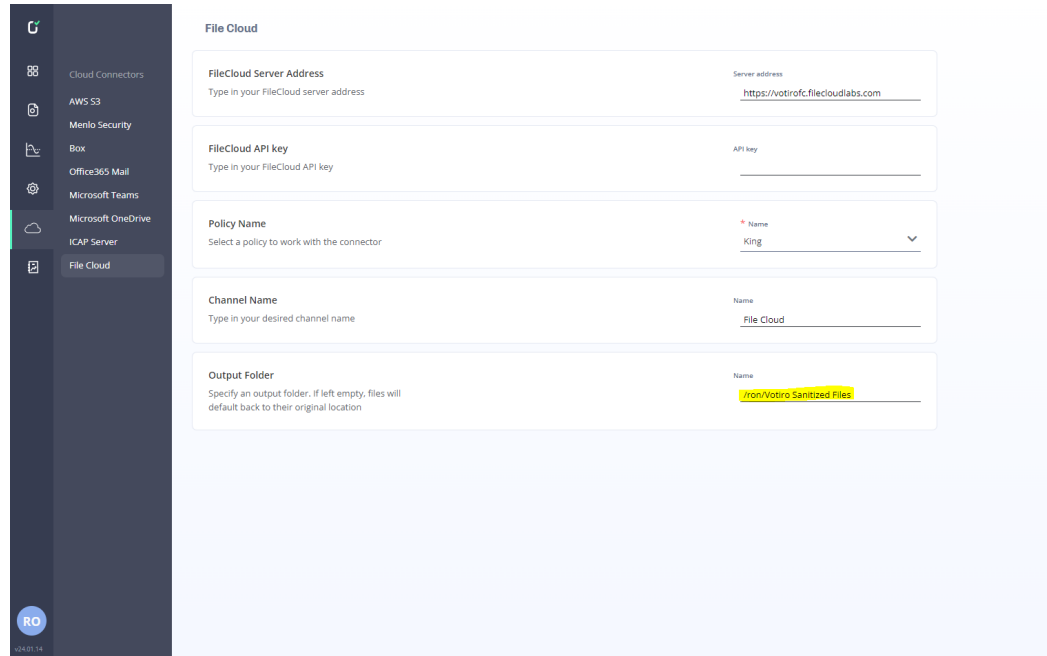 File Cloud
Cloud Connectors
AWS S3
Menlo Security
Box
Office365 Mail
Microsoft Teams
Microsoft OneDrive
ICAP Server
File Cloud
FileCloud Server Address
Type in your FileCloud server address
Server address
https://votirofc.filecloudlabs.com
FileCloud API key
Type in your FileCloud API key
API key
Policy Name
Select a policy to work with the connector
* Name
King
Channel Name
Type in your desired channel name
Name
File Cloud
Output Folder
Specify an output folder. If left empty, files will
default back to their original location
Name
/ron/Votiro Sanitized Files
RO
v24.01.14